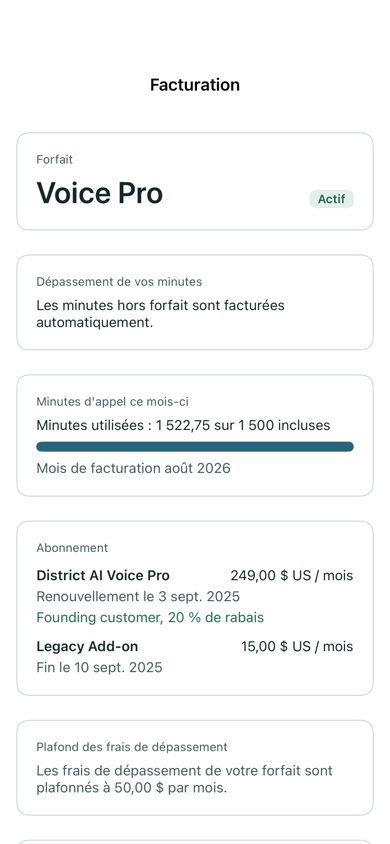 Facturation
Forfait
Voice Pro
Actif
Dépassement de vos minutes
Les minutes hors forfait sont facturées
automatiquement.
Minutes d'appel ce mois-ci
Minutes utilisées : 1 522,75 sur 1 500 incluses
Mois de facturation août 2026
Abonnement
District AI Voice Pro 249,00 $ US / mois
Renouvellement le 3 sept. 2025
Founding customer, 20 % de rabais
Legacy Add-on 15,00 $ US / mois
Fin le 10 sept. 2025
Plafond des frais de dépassement
Les frais de dépassement de votre forfait sont
plafonnés à 50,00 $ par mois.